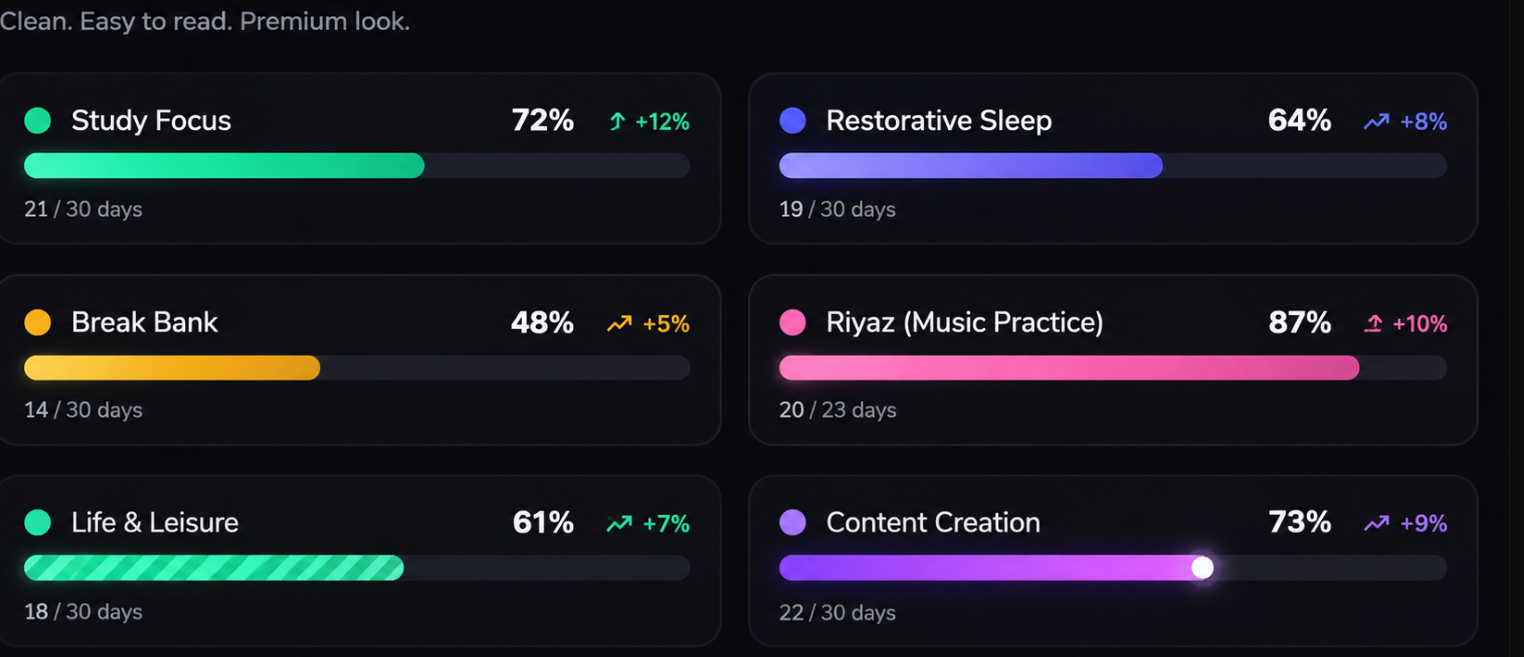 Clean. Easy to read. Premium look.
Study Focus 72% +12%
21 / 30 days
Restorative Sleep 64% +8%
19 / 30 days
Break Bank 48% +5%
14 / 30 days
Riyaz (Music Practice) 87% +10%
20 / 23 days
Life & Leisure 61% +7%
18 / 30 days
Content Creation 73% +9%
22 / 30 days